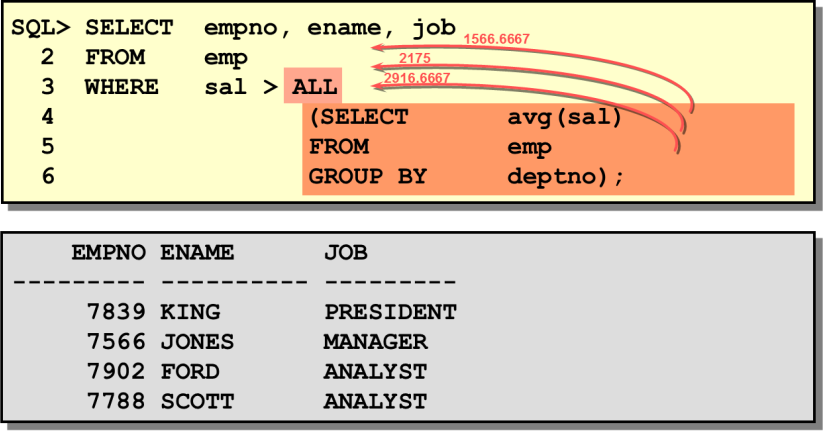 SQL> SELECT empno, ename, job
1566.6667
2 FROM emp
2175
3 WHERE sal > ALL
2916.6667
4 (SELECT avg(sal)
5 FROM emp
6 GROUP BY deptno);
EMPNO ENAME JOB
--------- ---------- ---------
7839 KING PRESIDENT
7566 JONES MANAGER
7902 FORD ANALYST
7788 SCOTT ANALYST